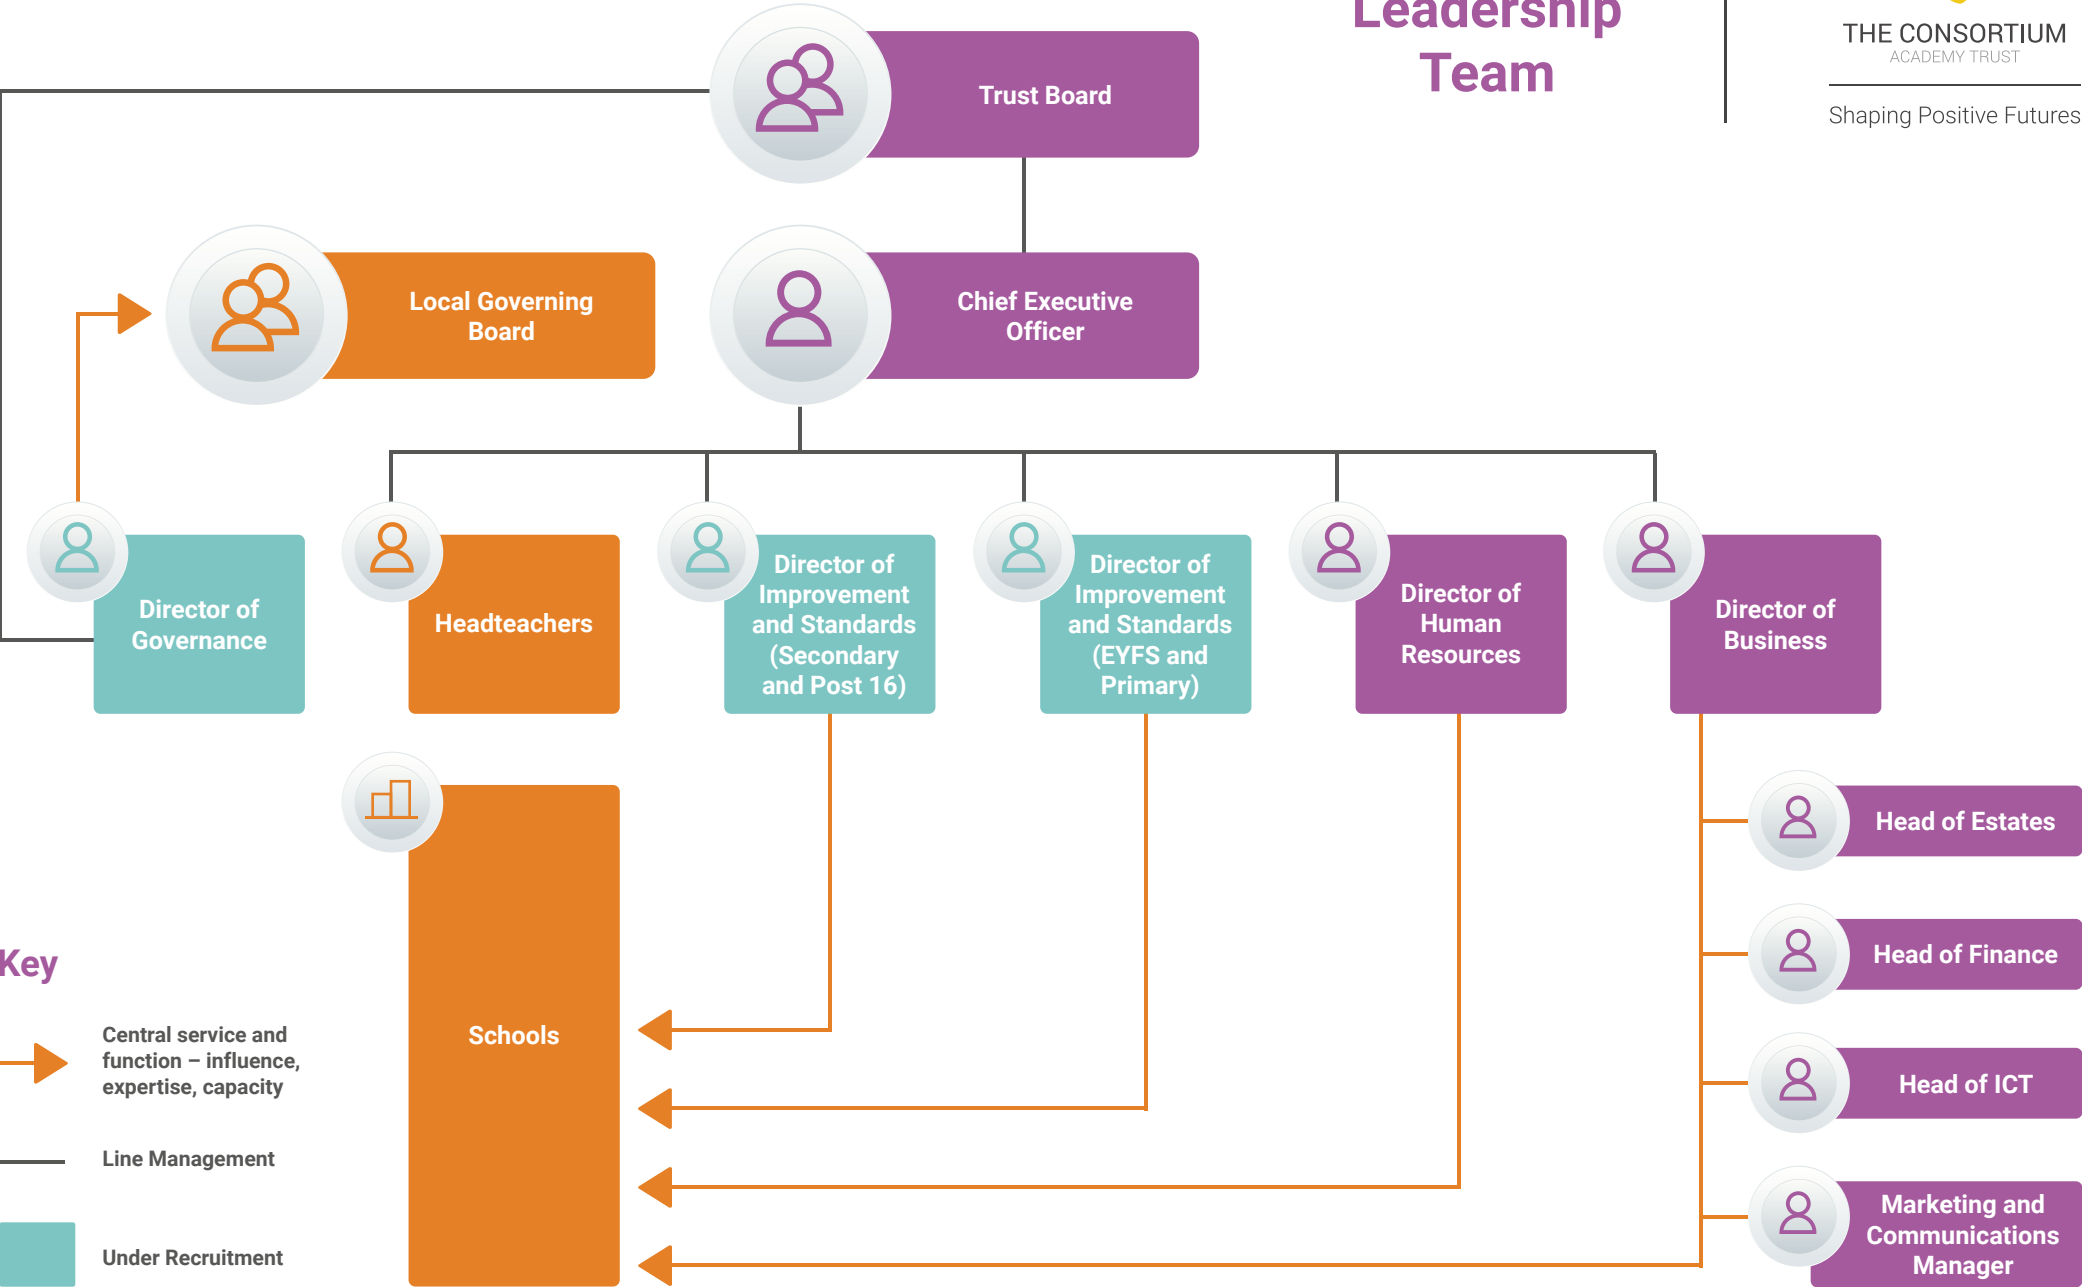 Leadership
Team
THE CONSORTIUM
ACADEMY TRUST
Shaping Positive Futures
Trust Board
Local Governing
Board
Chief Executive
Officer
Director of
Governance
Headteachers
Director of
Improvement
and Standards
(Secondary
and Post 16)
Director of
Improvement
and Standards
(EYFS and
Primary)
Director of
Human
Resources
Director of
Business
Schools
Head of Estates
Head of Finance
Head of ICT
Marketing and
Communications
Manager
Key
Central service and
function – influence,
expertise, capacity
Line Management
Under Recruitment